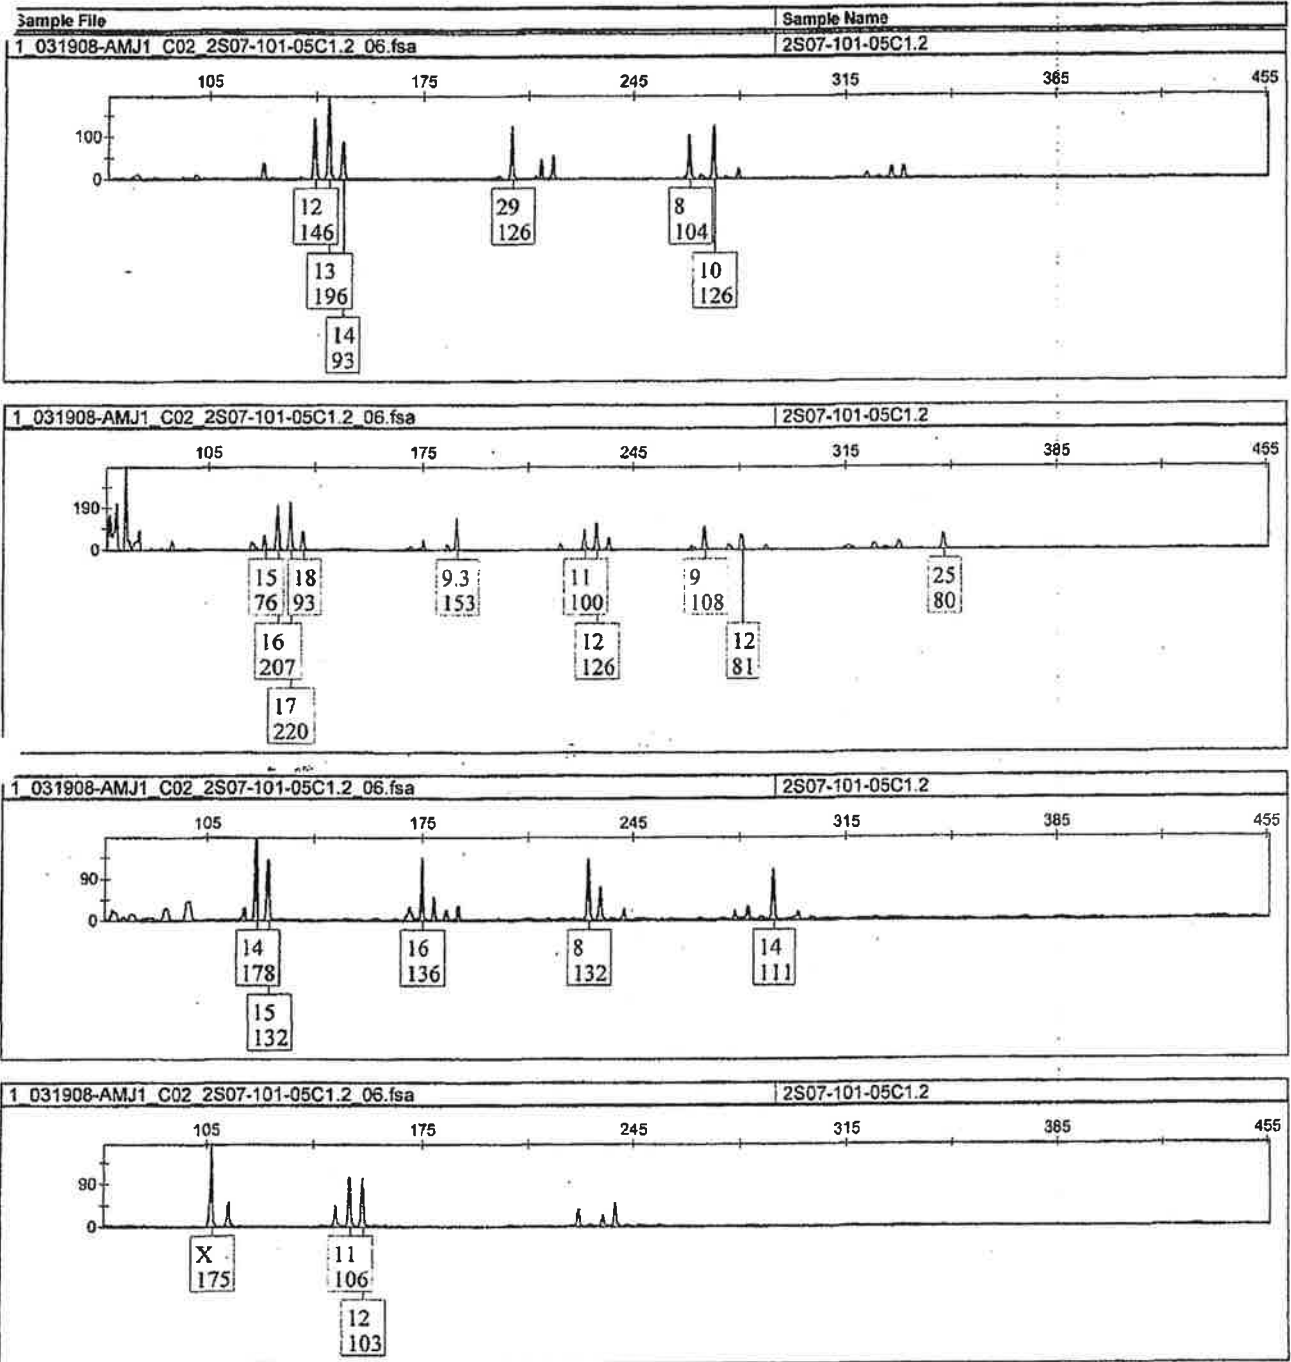 Sample File Sample Name
1_031908-AMJ1_C02_2S07-101-05C1.2_06.fsa 2S07-101-05C1.2
105 175 245 315 385 455
100
0
12 29 8
146 126 104
13 10
196 126
14
93
1_031908-AMJ1_C02_2S07-101-05C1.2_06.fsa 2S07-101-05C1.2
105 175 245 315 385 455
190
0
15 18 9.3 11 9 25
76 93 153 100 108 80
16 12 12
207 126 81
17
220
1_031908-AMJ1_C02_2S07-101-05C1.2_06.fsa 2S07-101-05C1.2
105 175 245 315 385 455
90
0
14 16 8 14
178 136 132 111
15
132
1_031908-AMJ1_C02_2S07-101-05C1.2_06.fsa 2S07-101-05C1.2
105 175 245 315 385 455
90
0
X 11
175 106
12
103